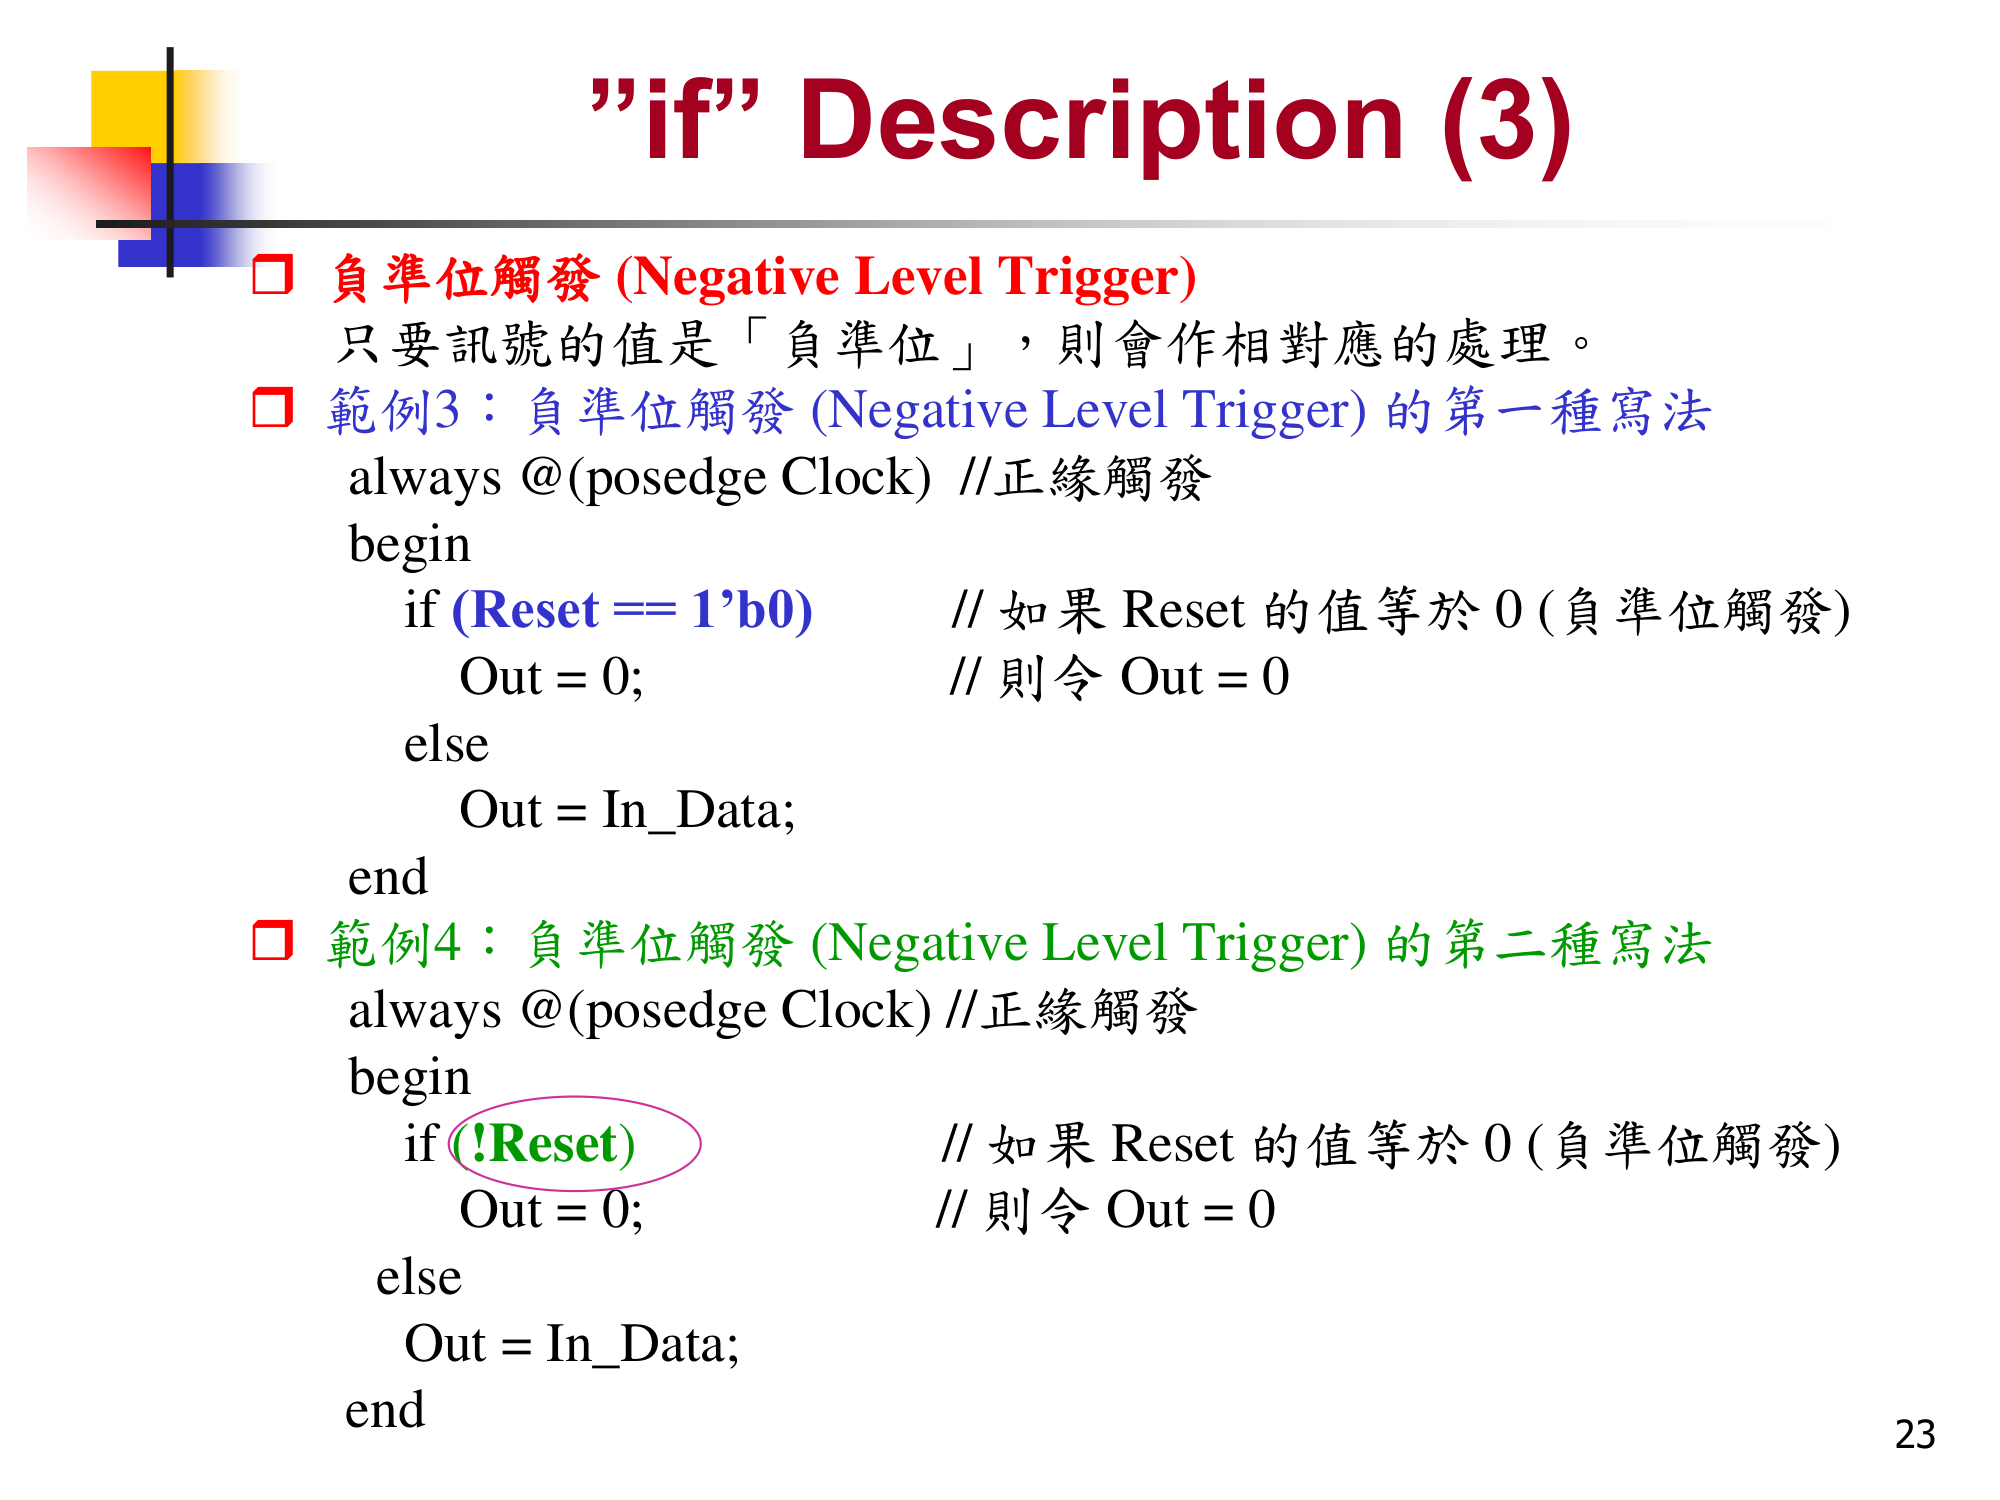 ”if” Description (3)
負準位觸發 (Negative Level Trigger)
只要訊號的值是「負準位」，則會作相對應的處理。
範例3：負準位觸發 (Negative Level Trigger) 的第一種寫法
always @(posedge Clock)  //正緣觸發
begin
if (Reset == 1’b0)  // 如果 Reset 的值等於 0 (負準位觸發)
Out = 0;  // 則令 Out = 0
else
Out = In_Data;
end
範例4：負準位觸發 (Negative Level Trigger) 的第二種寫法
always @(posedge Clock) //正緣觸發
begin
if (!Reset)  // 如果 Reset 的值等於 0 (負準位觸發)
Out = 0;  // 則令 Out = 0
else
Out = In_Data;
end
23